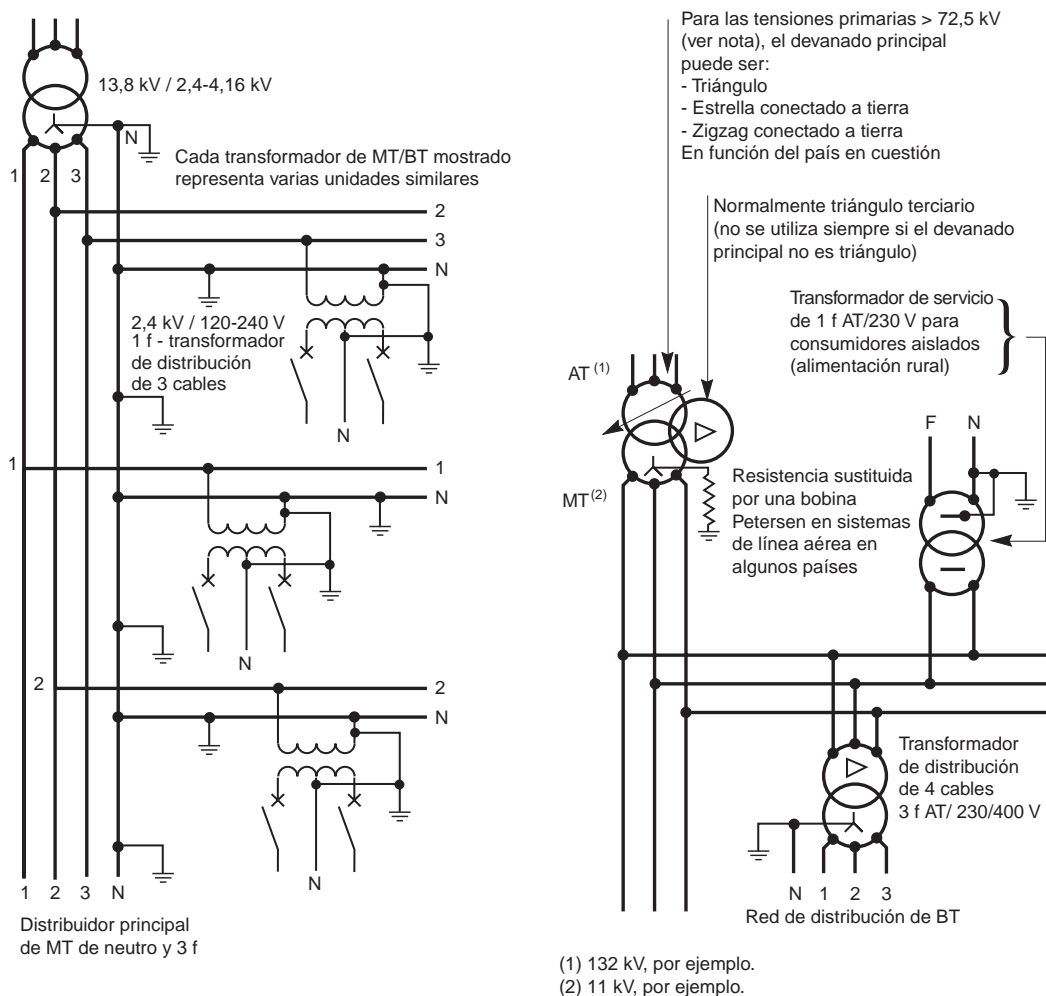 13,8 kV / 2,4-4,16 kV
N
1 2 3
Cada transformador de MT/BT mostrado
representa varias unidades similares
2
3
N
2,4 kV / 120-240 V
1 f - transformador
de distribución
de 3 cables
N
1
1
N
N
2
2
N
N
1 2 3 N
Distribuidor principal
de MT de neutro y 3 f
Para las tensiones primarias > 72,5 kV
(ver nota), el devanado principal
puede ser:
- Triángulo
- Estrella conectado a tierra
- Zigzag conectado a tierra
En función del país en cuestión
Normalmente triángulo terciario
(no se utiliza siempre si el devanado
principal no es triángulo)
Transformador de servicio
de 1 f AT/230 V para
consumidores aislados
(alimentación rural)
AT (1)
F N
MT(2)
Resistencia sustituida
por una bobina
Petersen en sistemas
de línea aérea en
algunos países
Transformador
de distribución
de 4 cables
3 f AT/ 230/400 V
N 1 2 3
Red de distribución de BT
(1) 132 kV, por ejemplo.
(2) 11 kV, por ejemplo.